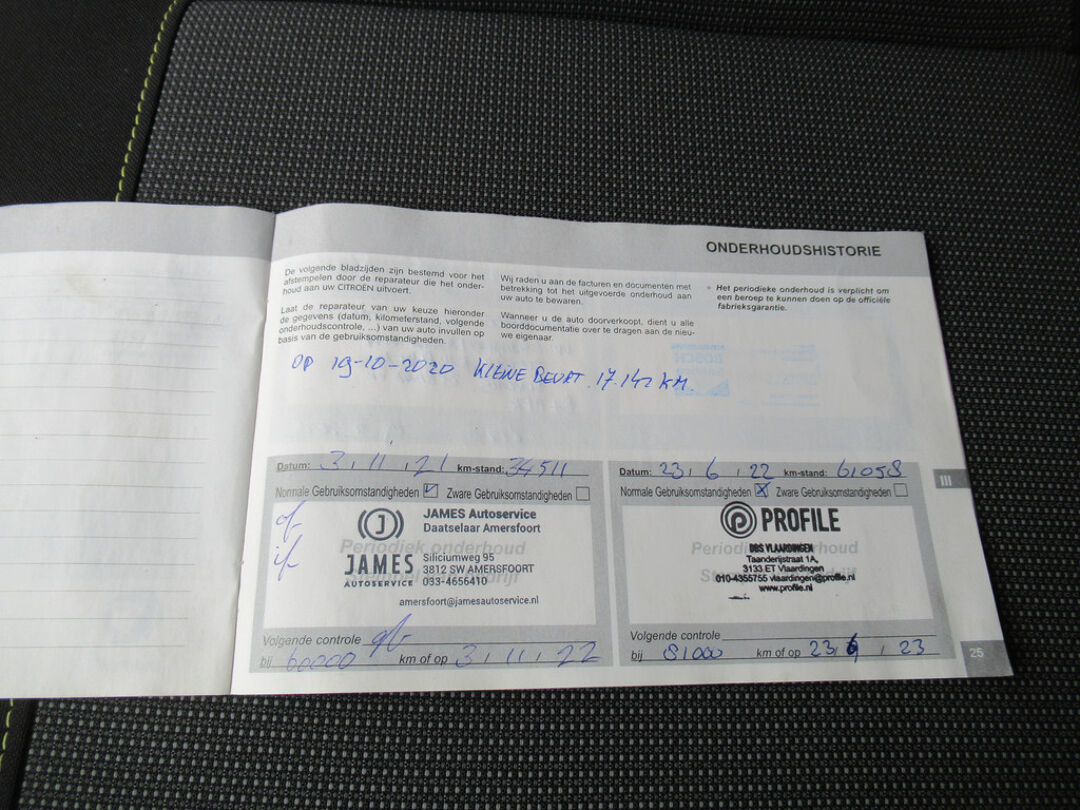 ONDERHOUDSHISTORIE
De volgende bladzijden zijn bestemd voor het
afstempelen door de reparateur die het onder-
houd aan uw CITROËN uitvoert.
Laat de reparateur van uw keuze hieronder
de gegevens (datum, kilometerstand, volgende
onderhoudscontrole, ...) van uw auto invullen op
basis van de gebruiksomstandigheden.
Wij raden u aan de facturen en documenten met
betrekking tot het uitgevoerde onderhoud aan
uw auto te bewaren.
Wanneer u de auto doorverkoopt, dient u alle
boorddocumentatie over te dragen aan de nieu-
we eigenaar.
* Het periodieke onderhoud is verplicht om
een beroep te kunnen doen op de officiële
fabrieksgarantie.
OP 19-10-2020 KLEINE BEURT 17.142 KM.
Datum: 3, 11, 21 km-stand: 34511
Normale Gebruiksomstandigheden Zware Gebruiksomstandigheden
JAMES Autoservice
Daatselaar Amersfoort
Periodiek onderhoud
JAMES
AUTOSERVICE
Siliciumweg 95
3812 SW AMERSFOORT
033-4656410
amersfoort@jamesautoservice.nl
Volgende controle
bij 60000 km of op 3, 11, 22
Datum: 23, 6, 22 km-stand: 61058
Normale Gebruiksomstandigheden Zware Gebruiksomstandigheden
PROFILE
DBS VLAARDINGEN
Periodiek onderhoud
Taanderijstraat 1A,
3133 ET Vlaardingen
010-4355755 vlaardingen@profile.nl
www.profile.nl
Volgende controle
bij 81000 km of op 23, 6, 23
III
25